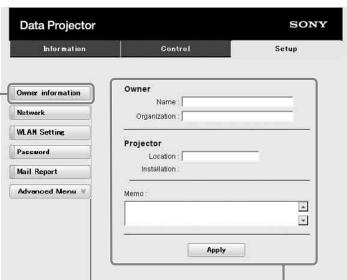 Data Projector SONY
Information Control Setup
Owner information
Network
WLAN Setting
Password
Mail Report
Advanced Menu
Owner
Name :
Organization :
Projector
Location :
Installation :
Memo :
Apply